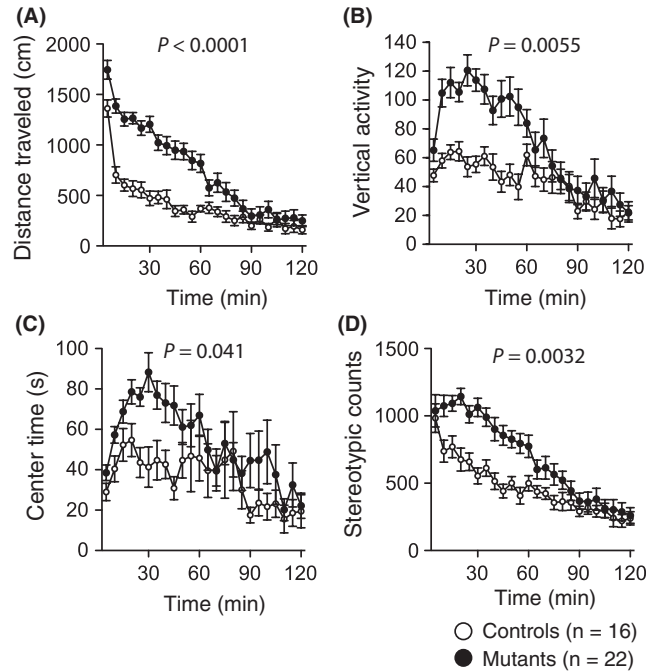 (A)
P < 0.0001
Distance traveled (cm)
2000
1500
1000
500
0
30 60 90 120
Time (min)
(B)
P = 0.0055
Vertical activity
140
120
100
80
60
40
20
0
30 60 90 120
Time (min)
(C)
P = 0.041
Center time (s)
100
80
60
40
20
0
30 60 90 120
Time (min)
(D)
P = 0.0032
Stereotypic counts
1500
1000
500
0
30 60 90 120
Time (min)
Controls (n = 16)
Mutants (n = 22)